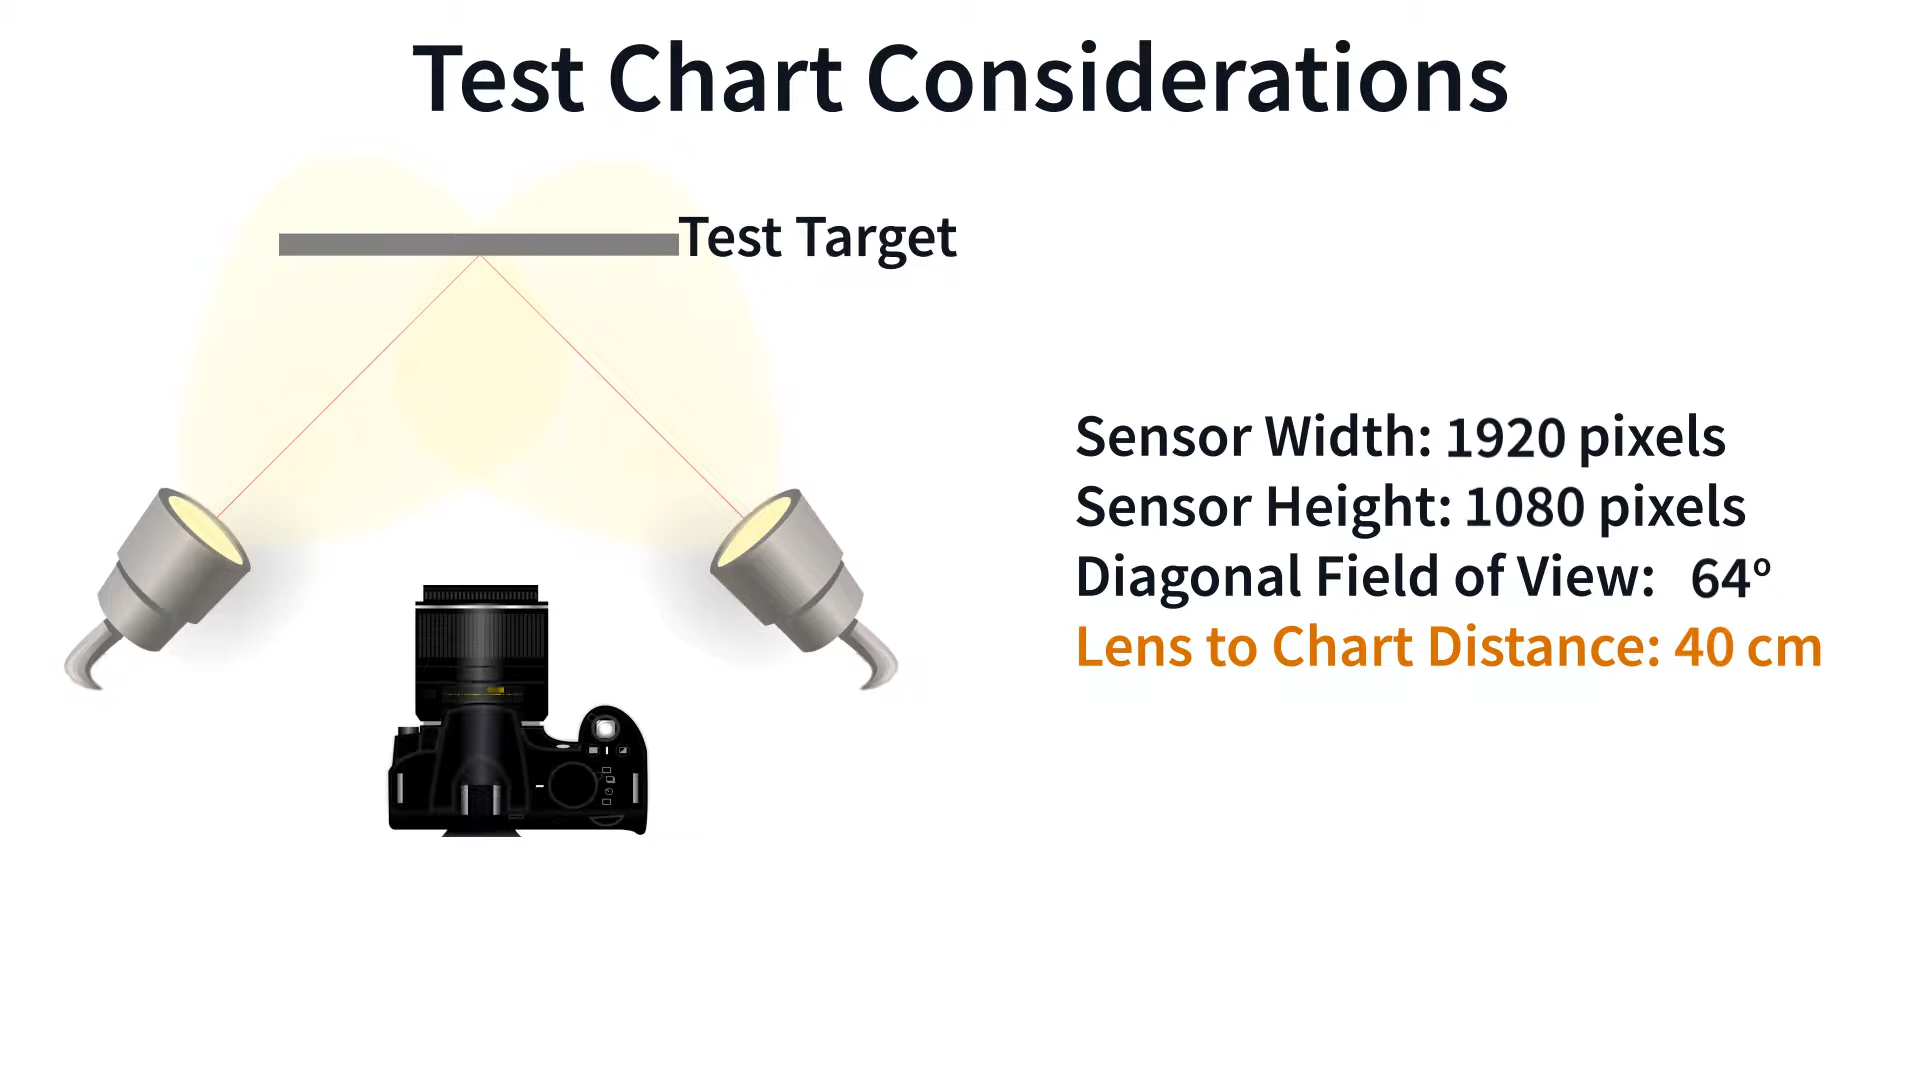 Test Chart Considerations
Test Target
Sensor Width: 1920 pixels
Sensor Height: 1080 pixels
Diagonal Field of View: 64º
Lens to Chart Distance: 40 cm